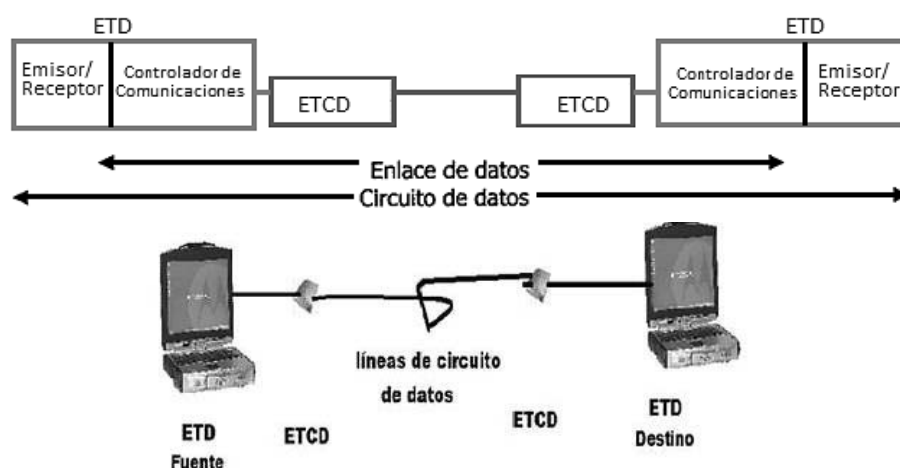 ETD
ETD
Emisor/
Receptor
Controlador de
Comunicaciones
ETCD
ETCD
Controlador de
Comunicaciones
Emisor/
Receptor
Enlace de datos
Circuito de datos
líneas de circuito
de datos
ETD
Fuente
ETCD
ETCD
ETD
Destino